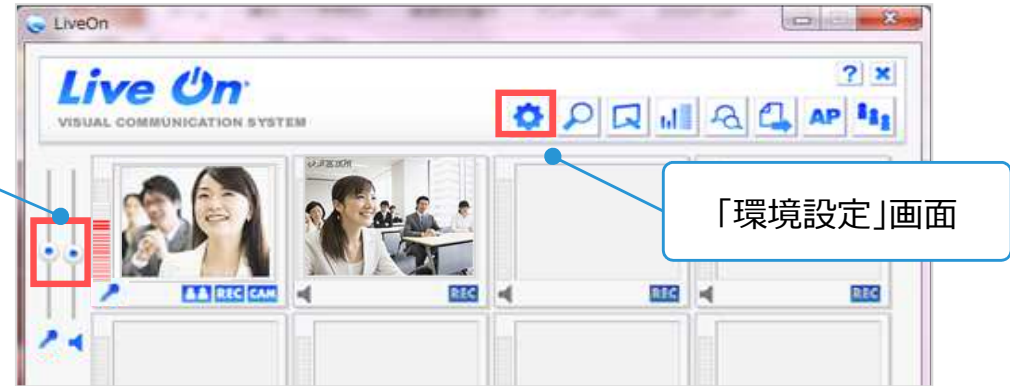 LiveOn
Live On
VISUAL COMMUNICATION SYSTEM
?
AP
「環境設定」画面
REC CAM
REC
REC
REC